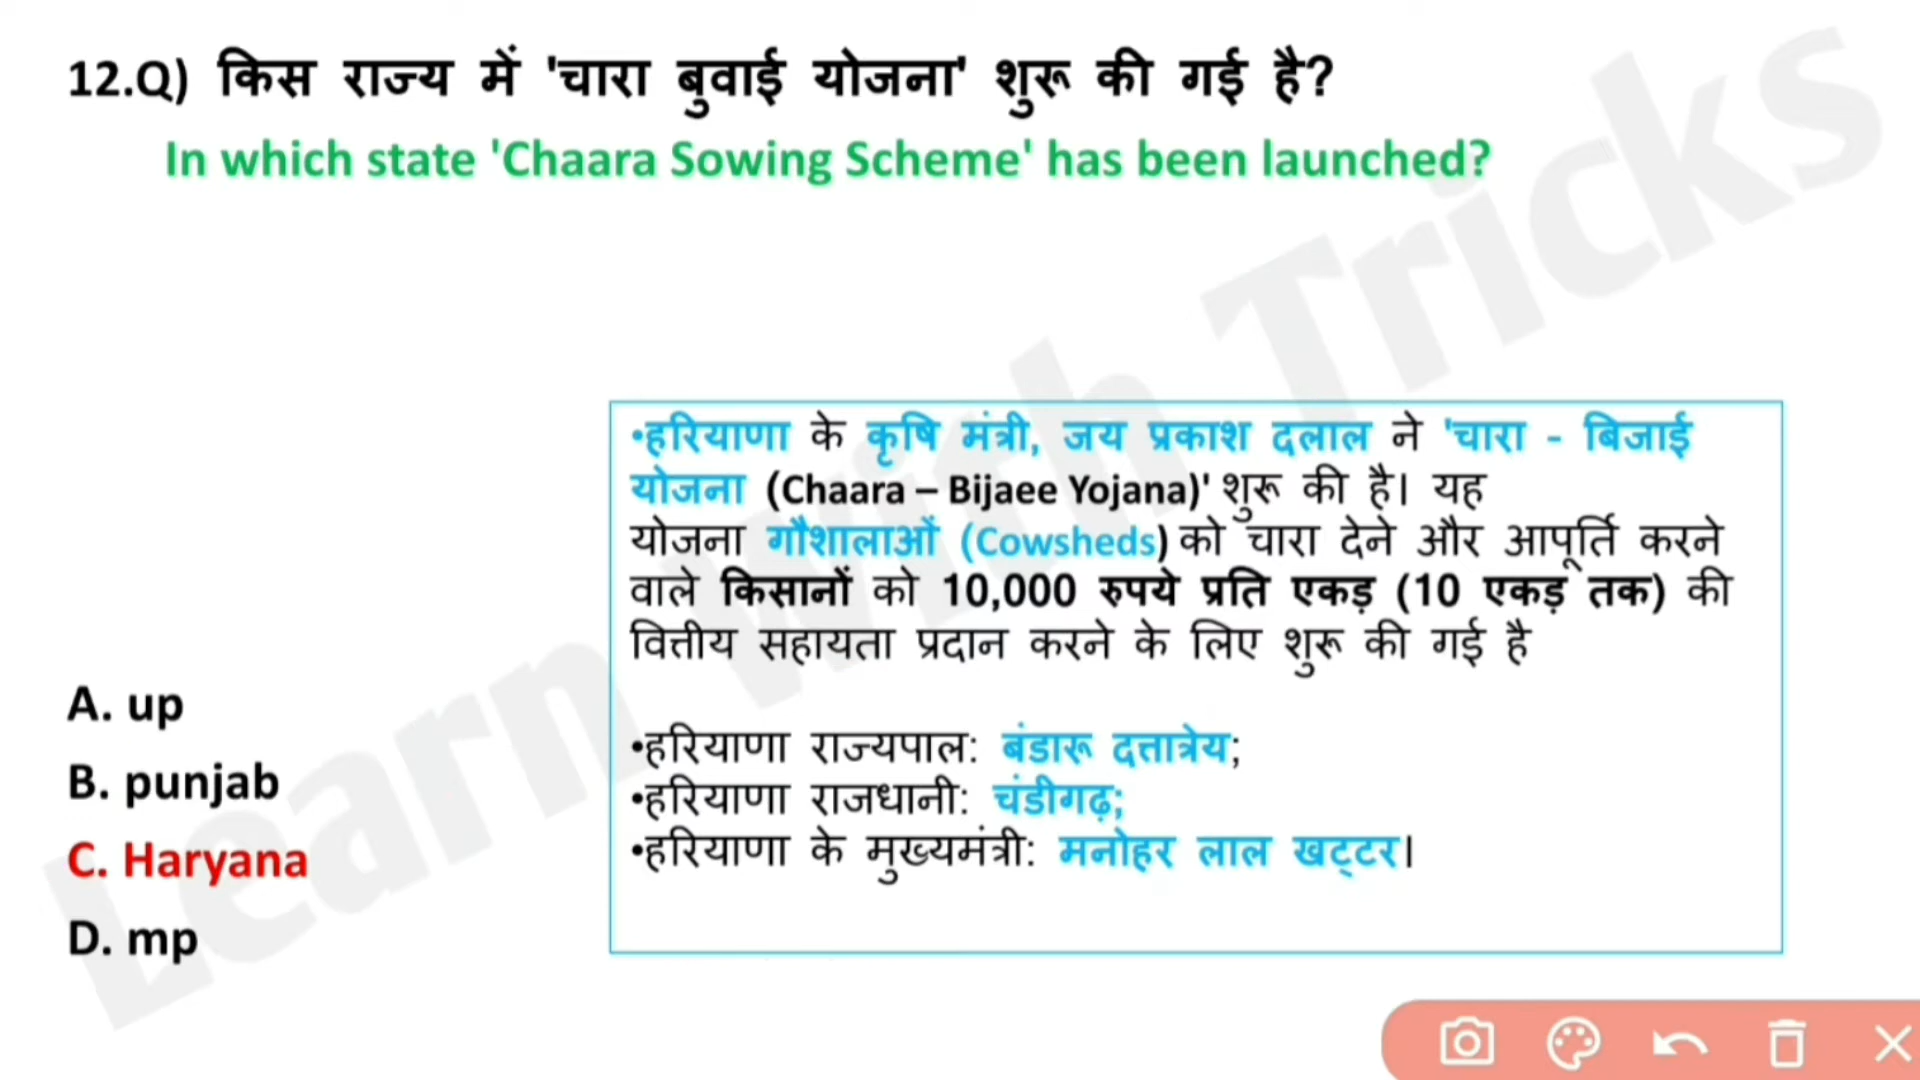 12.Q) किस राज्य में 'चारा बुवाई योजना' शुरू की गई है?
In which state 'Chaara Sowing Scheme' has been launched?
•हरियाणा के कृषि मंत्री, जय प्रकाश दलाल ने 'चारा - बिजाई
योजना (Chaara – Bijaee Yojana)' शुरू की है। यह
योजना गौशालाओं (Cowsheds) को चारा देने और आपूर्ति करने
वाले किसानों को 10,000 रुपये प्रति एकड़ (10 एकड़ तक) की
वित्तीय सहायता प्रदान करने के लिए शुरू की गई है
•हरियाणा राज्यपाल: बंडारू दत्तात्रेय;
•हरियाणा राजधानी: चंडीगढ़;
•हरियाणा के मुख्यमंत्री: मनोहर लाल खट्टर।
A. up
B. punjab
C. Haryana
D. mp
Learn With Tricks